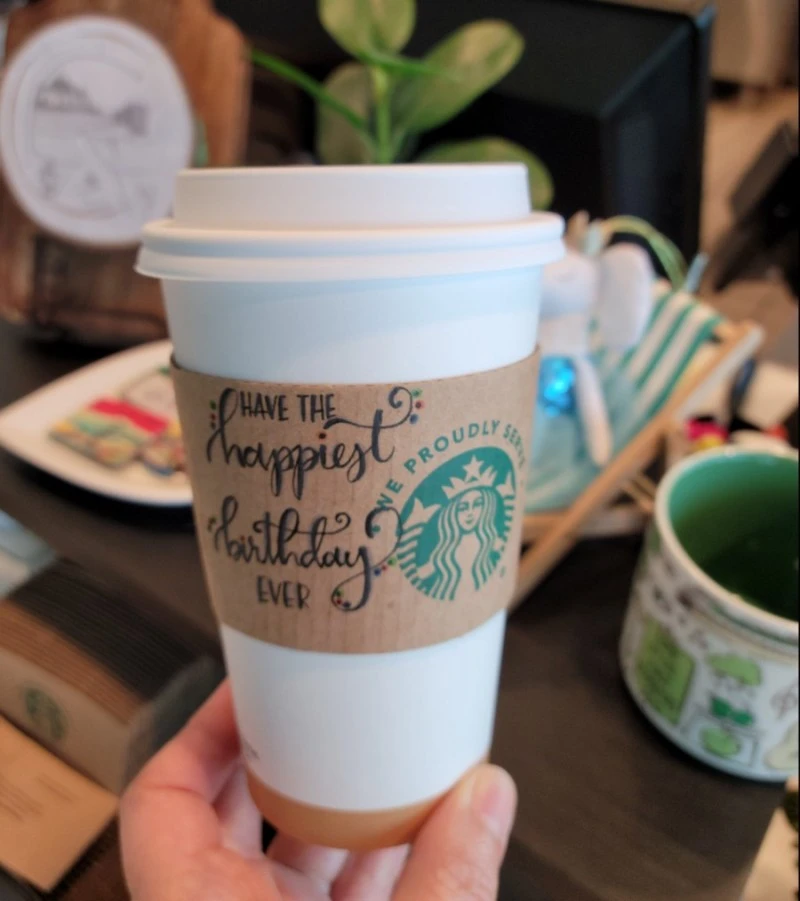 HAVE THE
happiest
birthday
EVER
WE PROUDLY SERVE